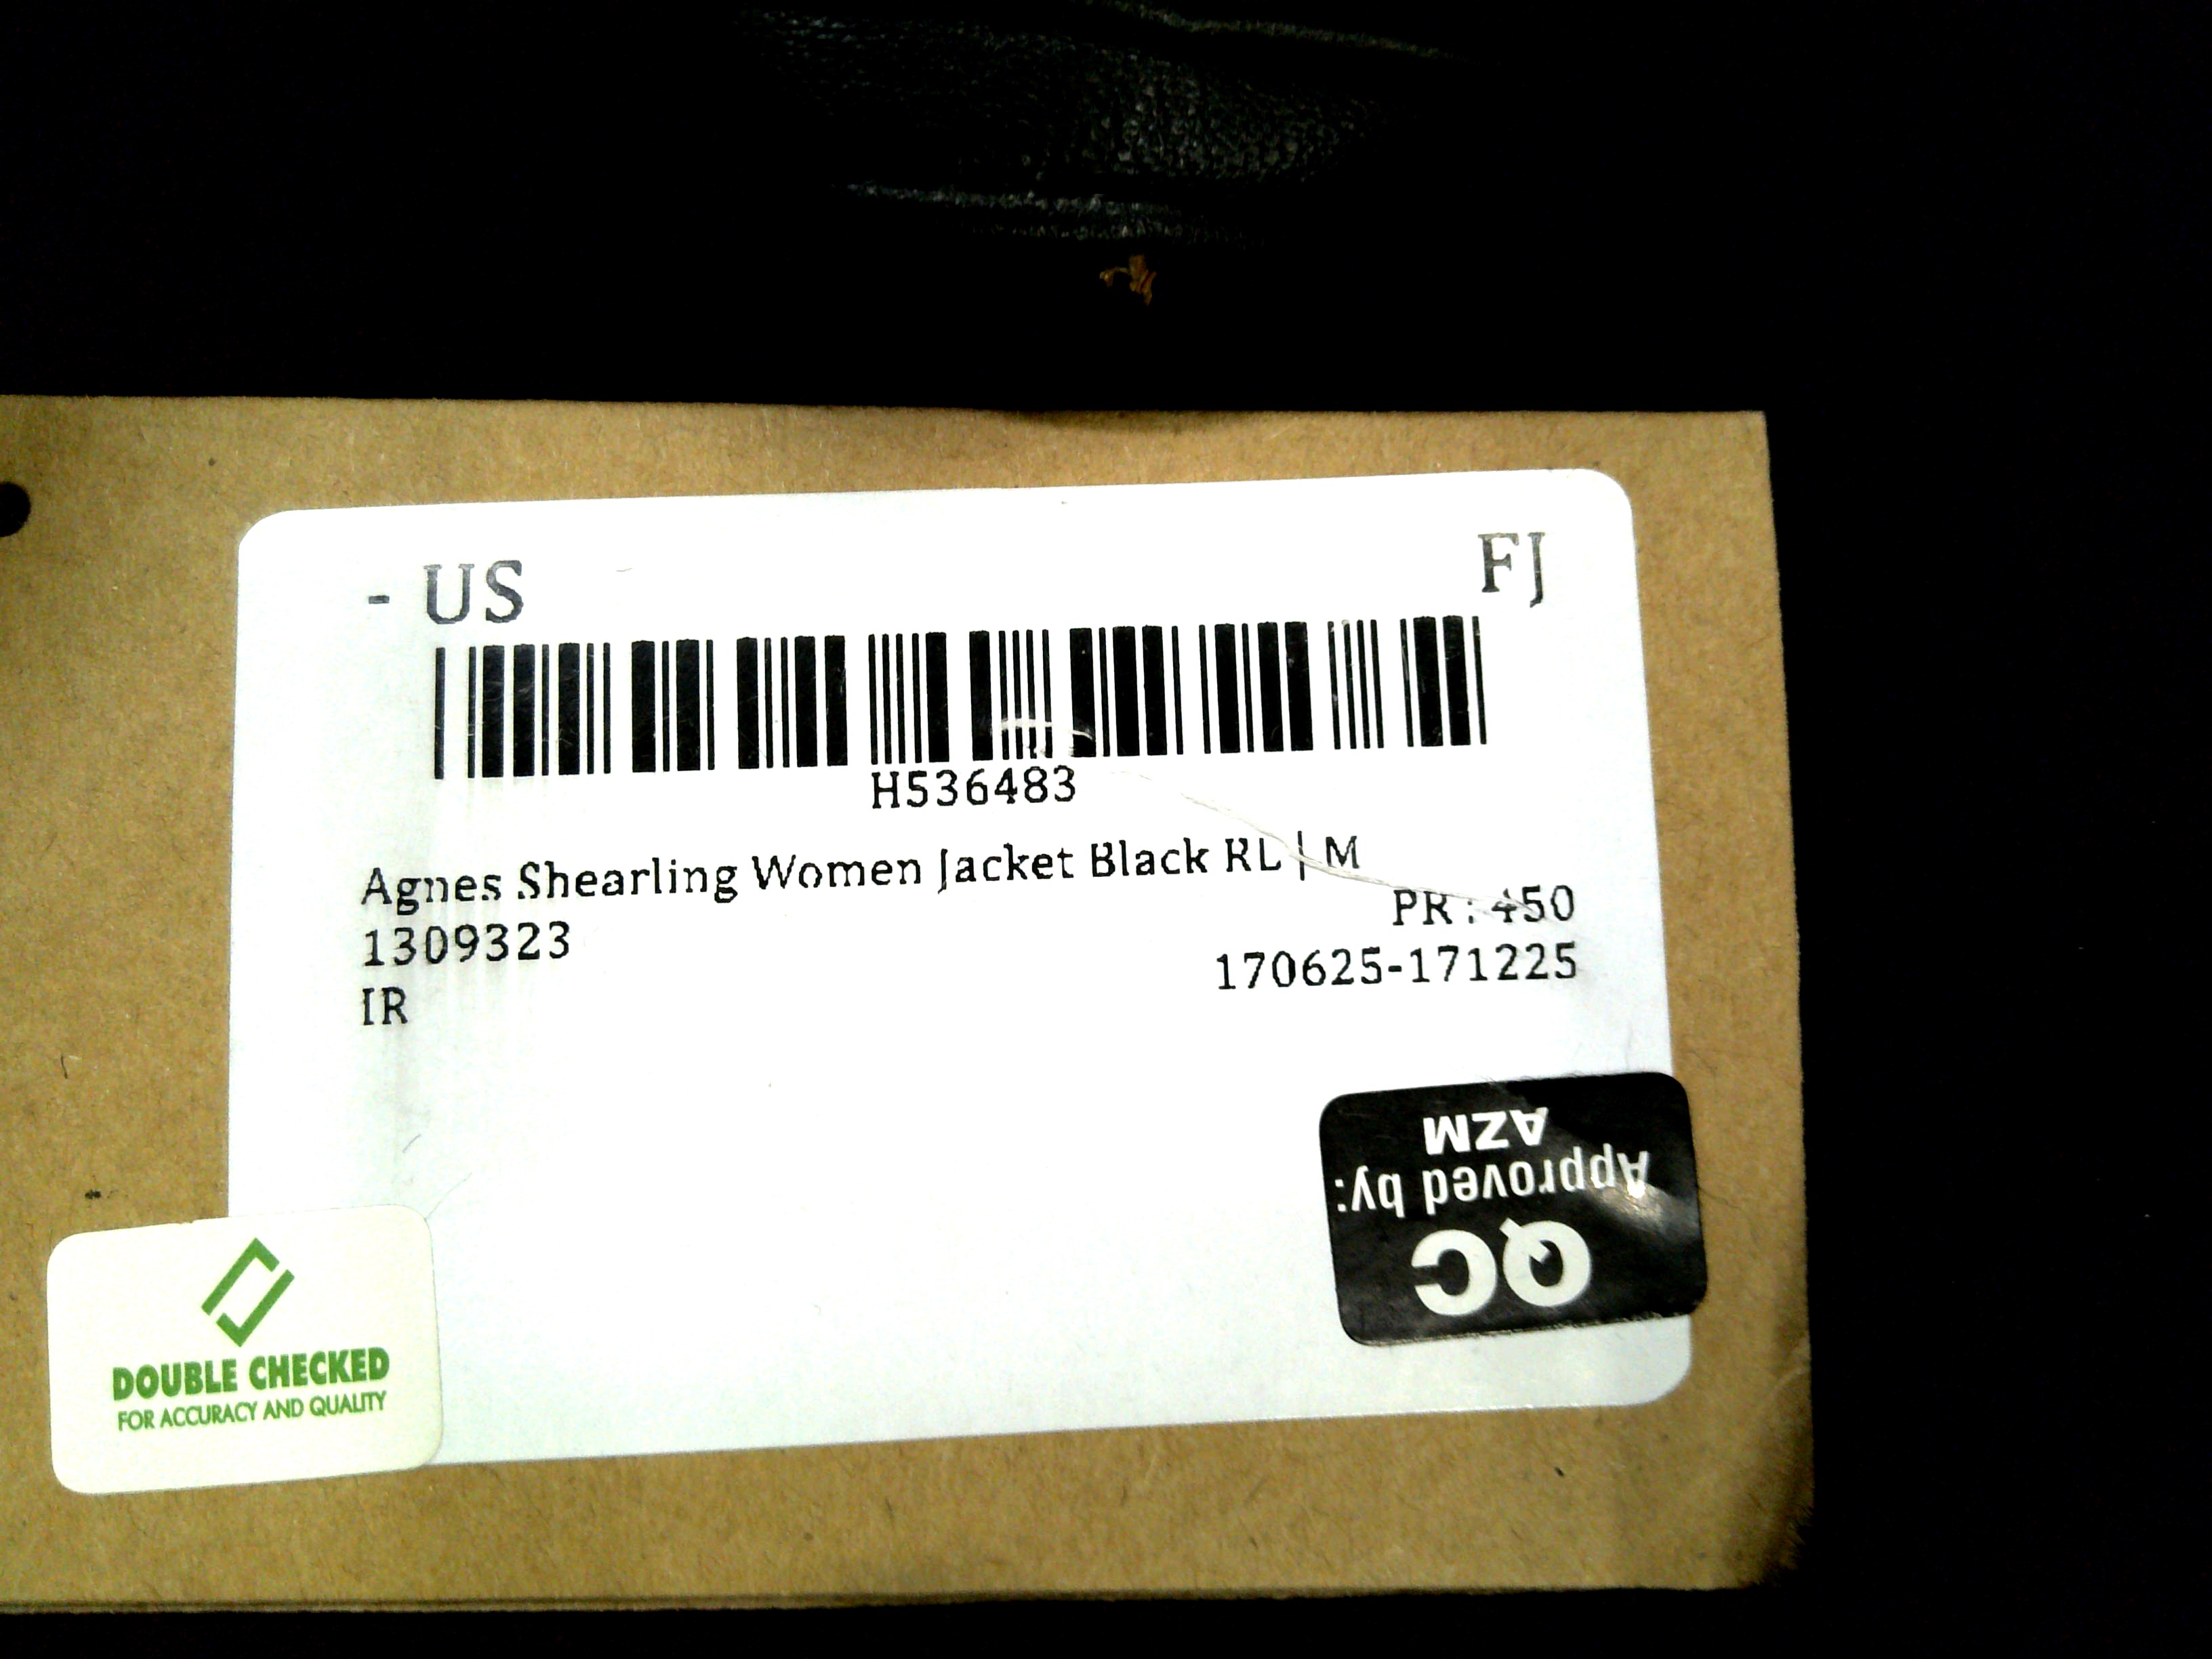 - US FJ
H536483
Agnes Shearling Women Jacket Black RL | M
PR : 450
1309323
170625-171225
IR
QC
Approved by:
AZM
DOUBLE CHECKED
FOR ACCURACY AND QUALITY